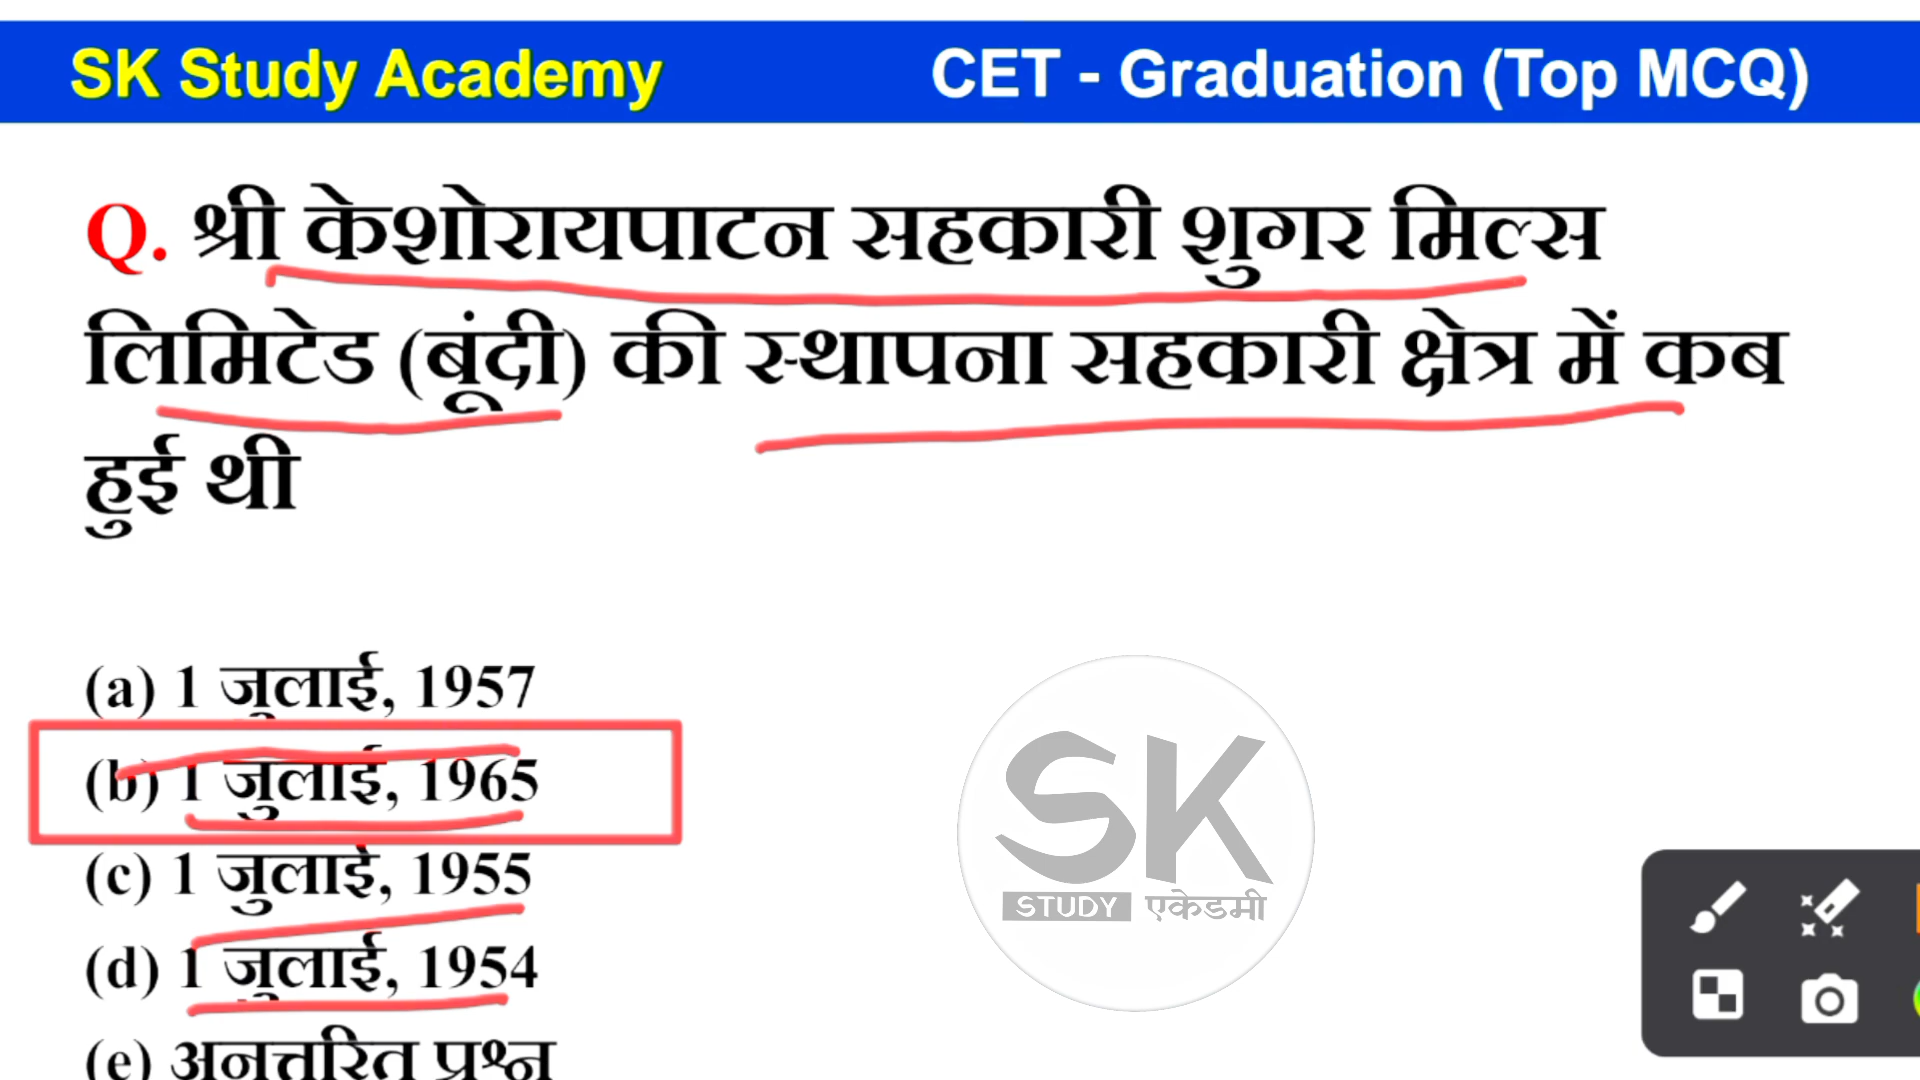 SK Study Academy
CET - Graduation (Top MCQ)
Q. श्री केशोरायपाटन सहकारी शुगर मिल्स
लिमिटेड (बूंदी) की स्थापना सहकारी क्षेत्र में कब
हुई थी
(a) 1 जुलाई, 1957
(b) 1 जुलाई, 1965
(c) 1 जुलाई, 1955
(d) 1 जुलाई, 1954
(e) अनुत्तरित प्रश्न
SK
STUDY एकेडमी